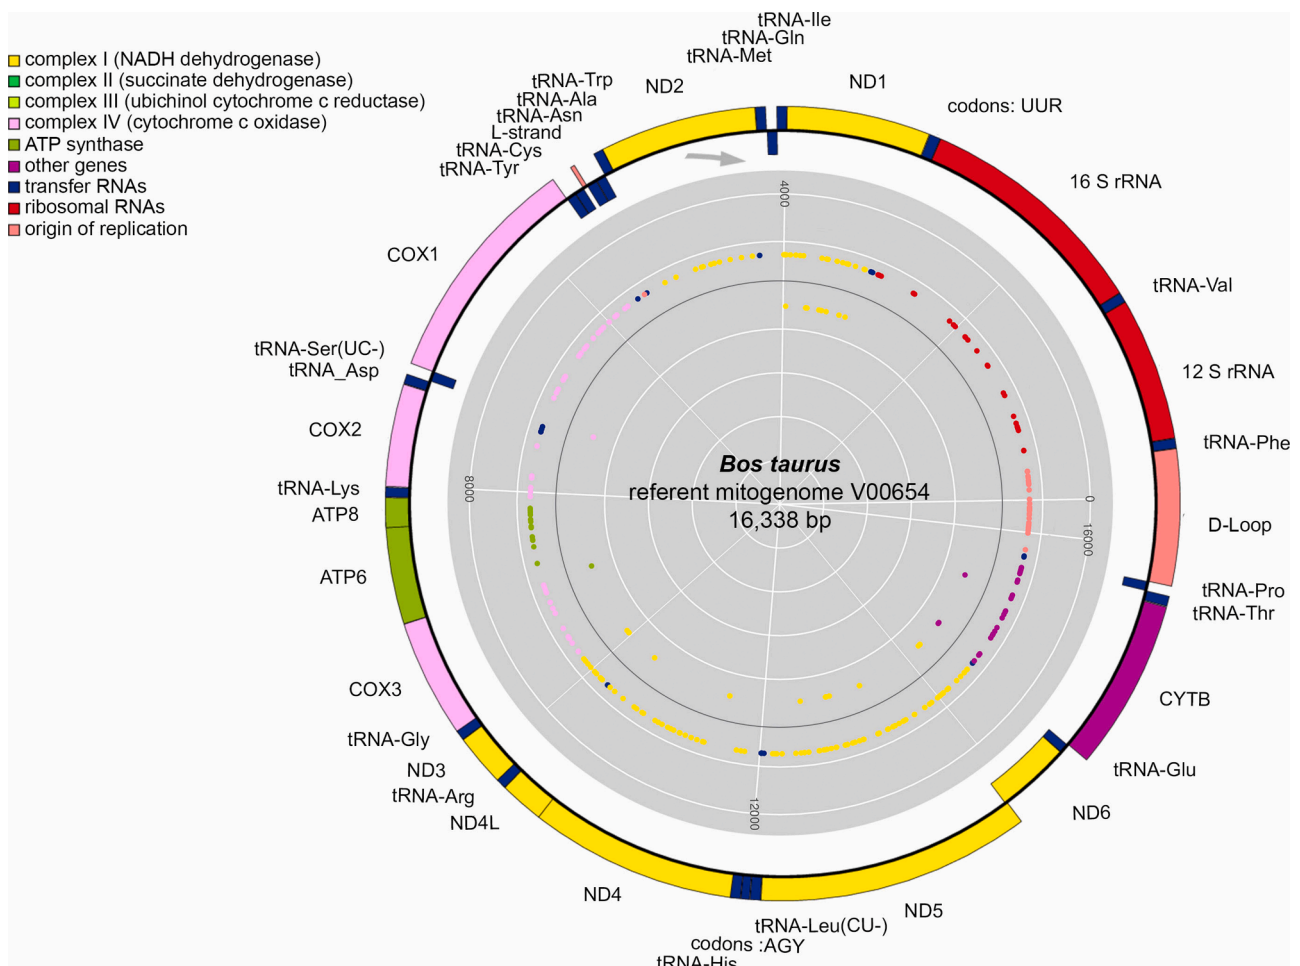 tRNA-Ile
tRNA-Gln
tRNA-Met
ND1
ND2
codons: UUR
complex I (NADH dehydrogenase)
complex II (succinate dehydrogenase)
complex III (ubichinol cytochrome c reductase)
complex IV (cytochrome c oxidase)
ATP synthase
other genes
transfer RNAs
ribosomal RNAs
origin of replication
tRNA-Trp
tRNA-Ala
tRNA-Asn
L-strand
tRNA-Cys
tRNA-Tyr
16 S rRNA
4000
COX1
tRNA-Val
tRNA-Ser(UC-)
tRNA_Asp
12 S rRNA
COX2
tRNA-Phe
Bos taurus
referent mitogenome V00654
16,338 bp
tRNA-Lys
8000
0
ATP8
D-Loop
16000
ATP6
tRNA-Pro
tRNA-Thr
COX3
CYTB
tRNA-Gly
ND3
tRNA-Glu
tRNA-Arg
ND4L
12000
ND6
ND4
ND5
tRNA-Leu(CU-)
codons :AGY
tRNA-His